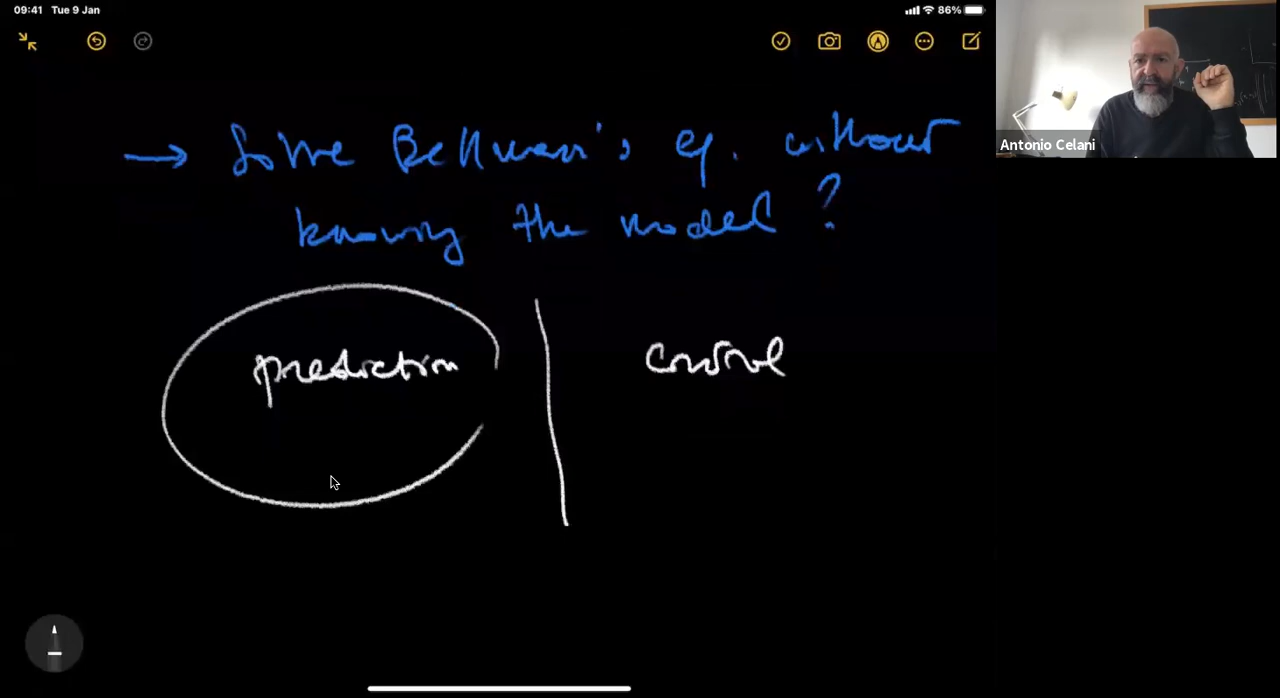 09:41 Tue 9 Jan
86%
Antonio Celani
→ Solve Bellman's eq. without
knowing the model ?
prediction
control